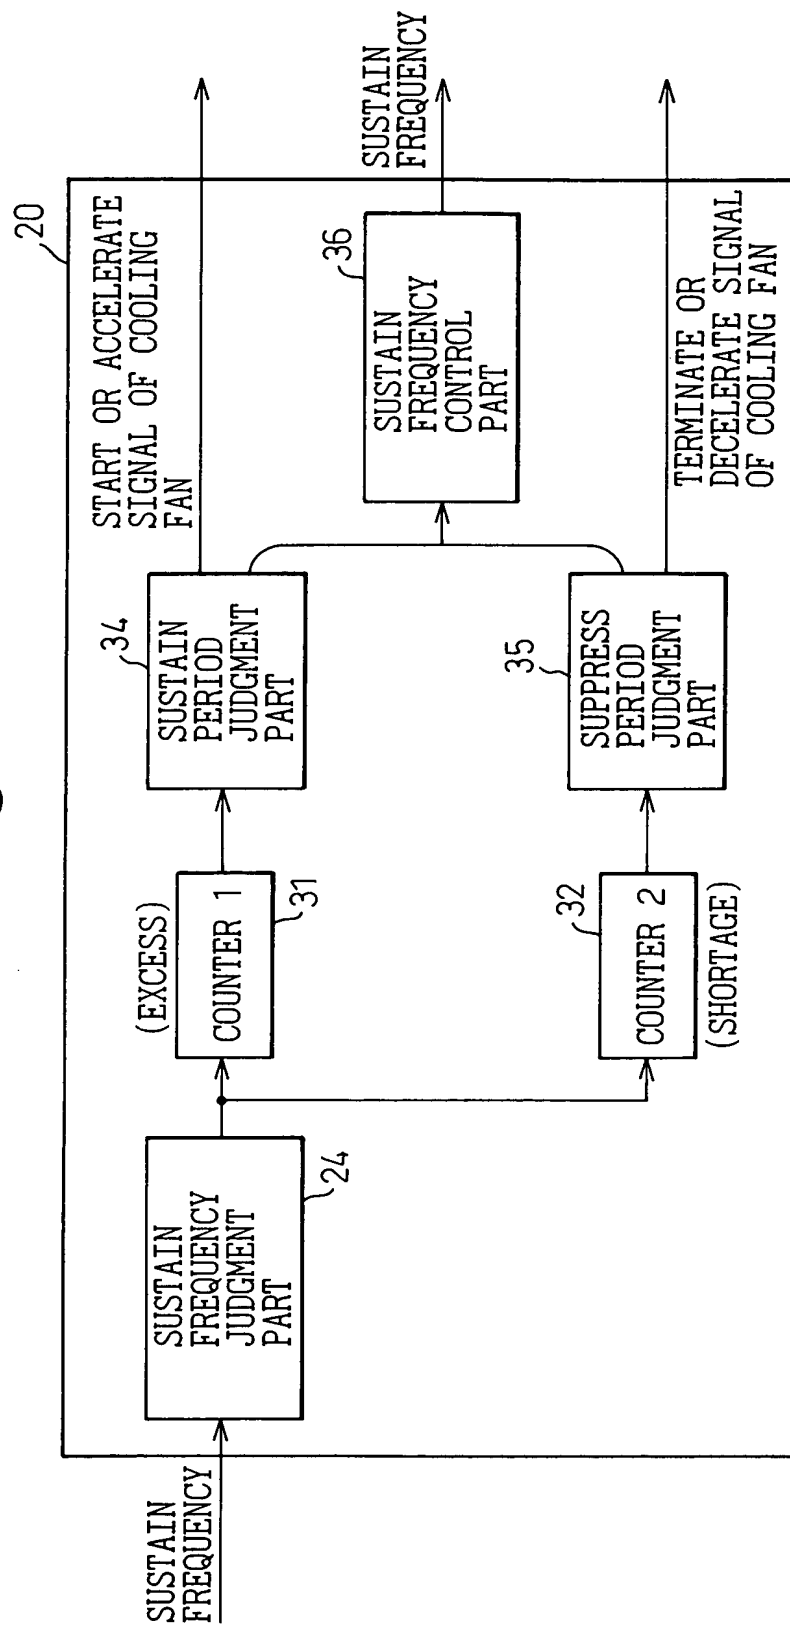 SUSTAIN
FREQUENCY
SUSTAIN
FREQUENCY
JUDGMENT
PART
24
(EXCESS)
COUNTER 1
31
32
COUNTER 2
(SHORTAGE)
34
SUSTAIN
PERIOD
JUDGMENT
PART
35
SUPPRESS
PERIOD
JUDGMENT
PART
START OR ACCELERATE
SIGNAL OF COOLING
FAN
20
36
SUSTAIN
FREQUENCY
CONTROL
PART
TERMINATE OR
DECELERATE SIGNAL
OF COOLING FAN
SUSTAIN
FREQUENCY